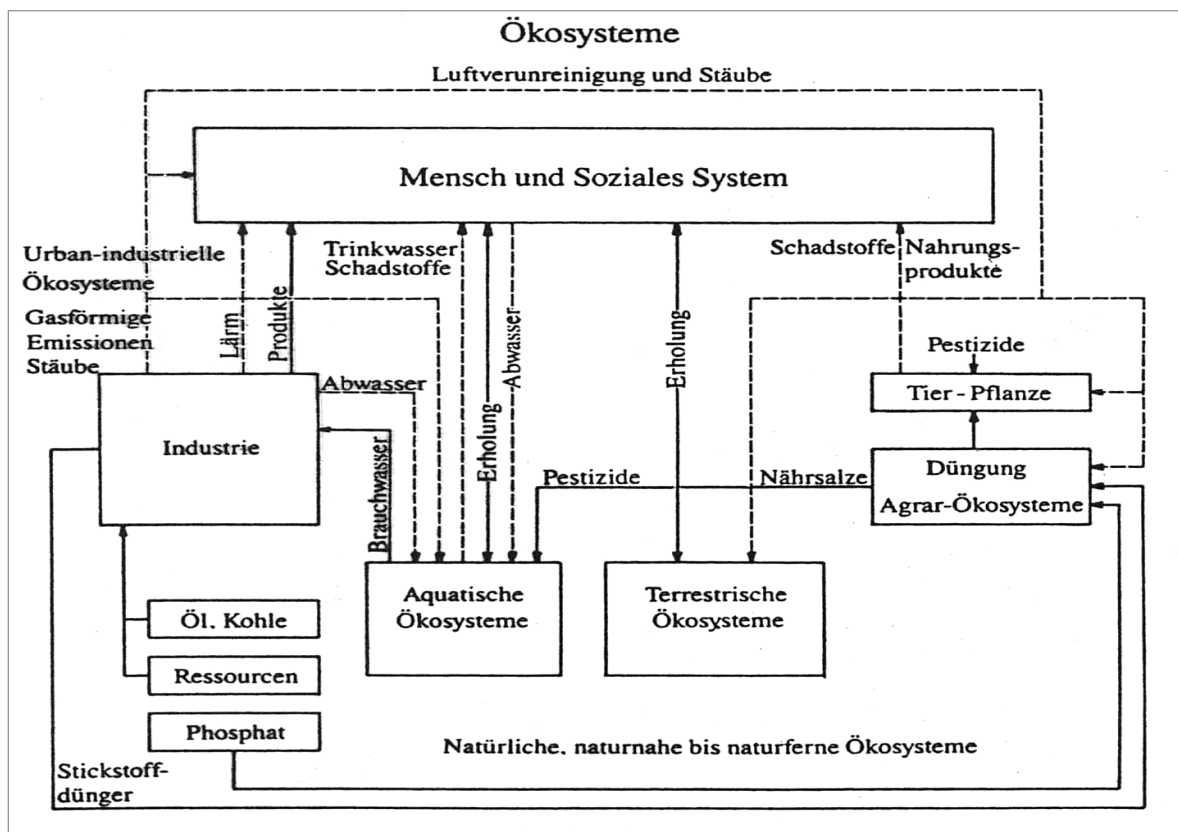 Ökosysteme
Luftverunreinigung und Stäube
Mensch und Soziales System
Urban-industrielle
Ökosysteme
Gasförmige
Emissionen
Stäube
Lärm
Produkte
Trinkwasser
Schadstoffe
Erholung
Abwasser
Erholung
Schadstoffe
Nahrungs-
produkte
Pestizide
Tier-Pflanze
Abwasser
Industrie
Brauchwasser
Pestizide
Nährsalze
Düngung
Agrar-Ökosysteme
Aquatische
Ökosysteme
Terrestrische
Ökosysteme
Öl. Kohle
Ressourcen
Phosphat
Natürliche. naturnahe bis naturferne Ökosysteme
Stickstoff-
dünger